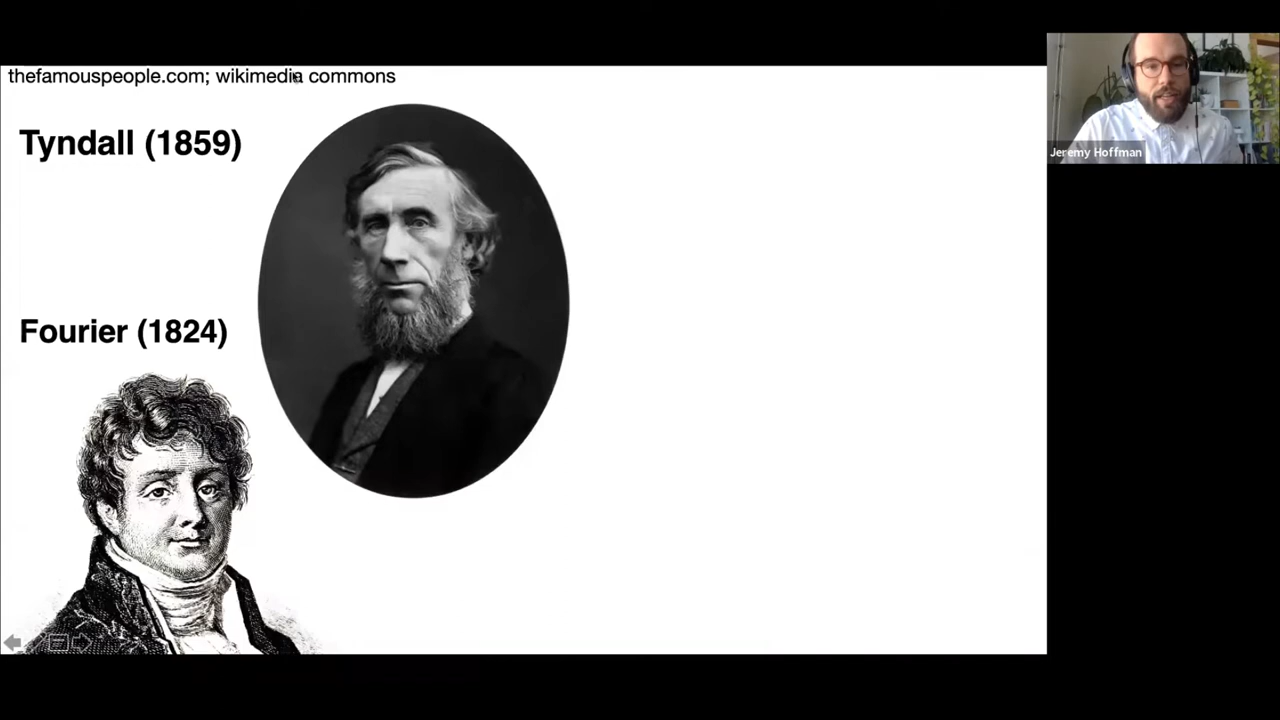 thefamouspeople.com; wikimedia commons
Tyndall (1859)
Fourier (1824)
Jeremy Hoffman